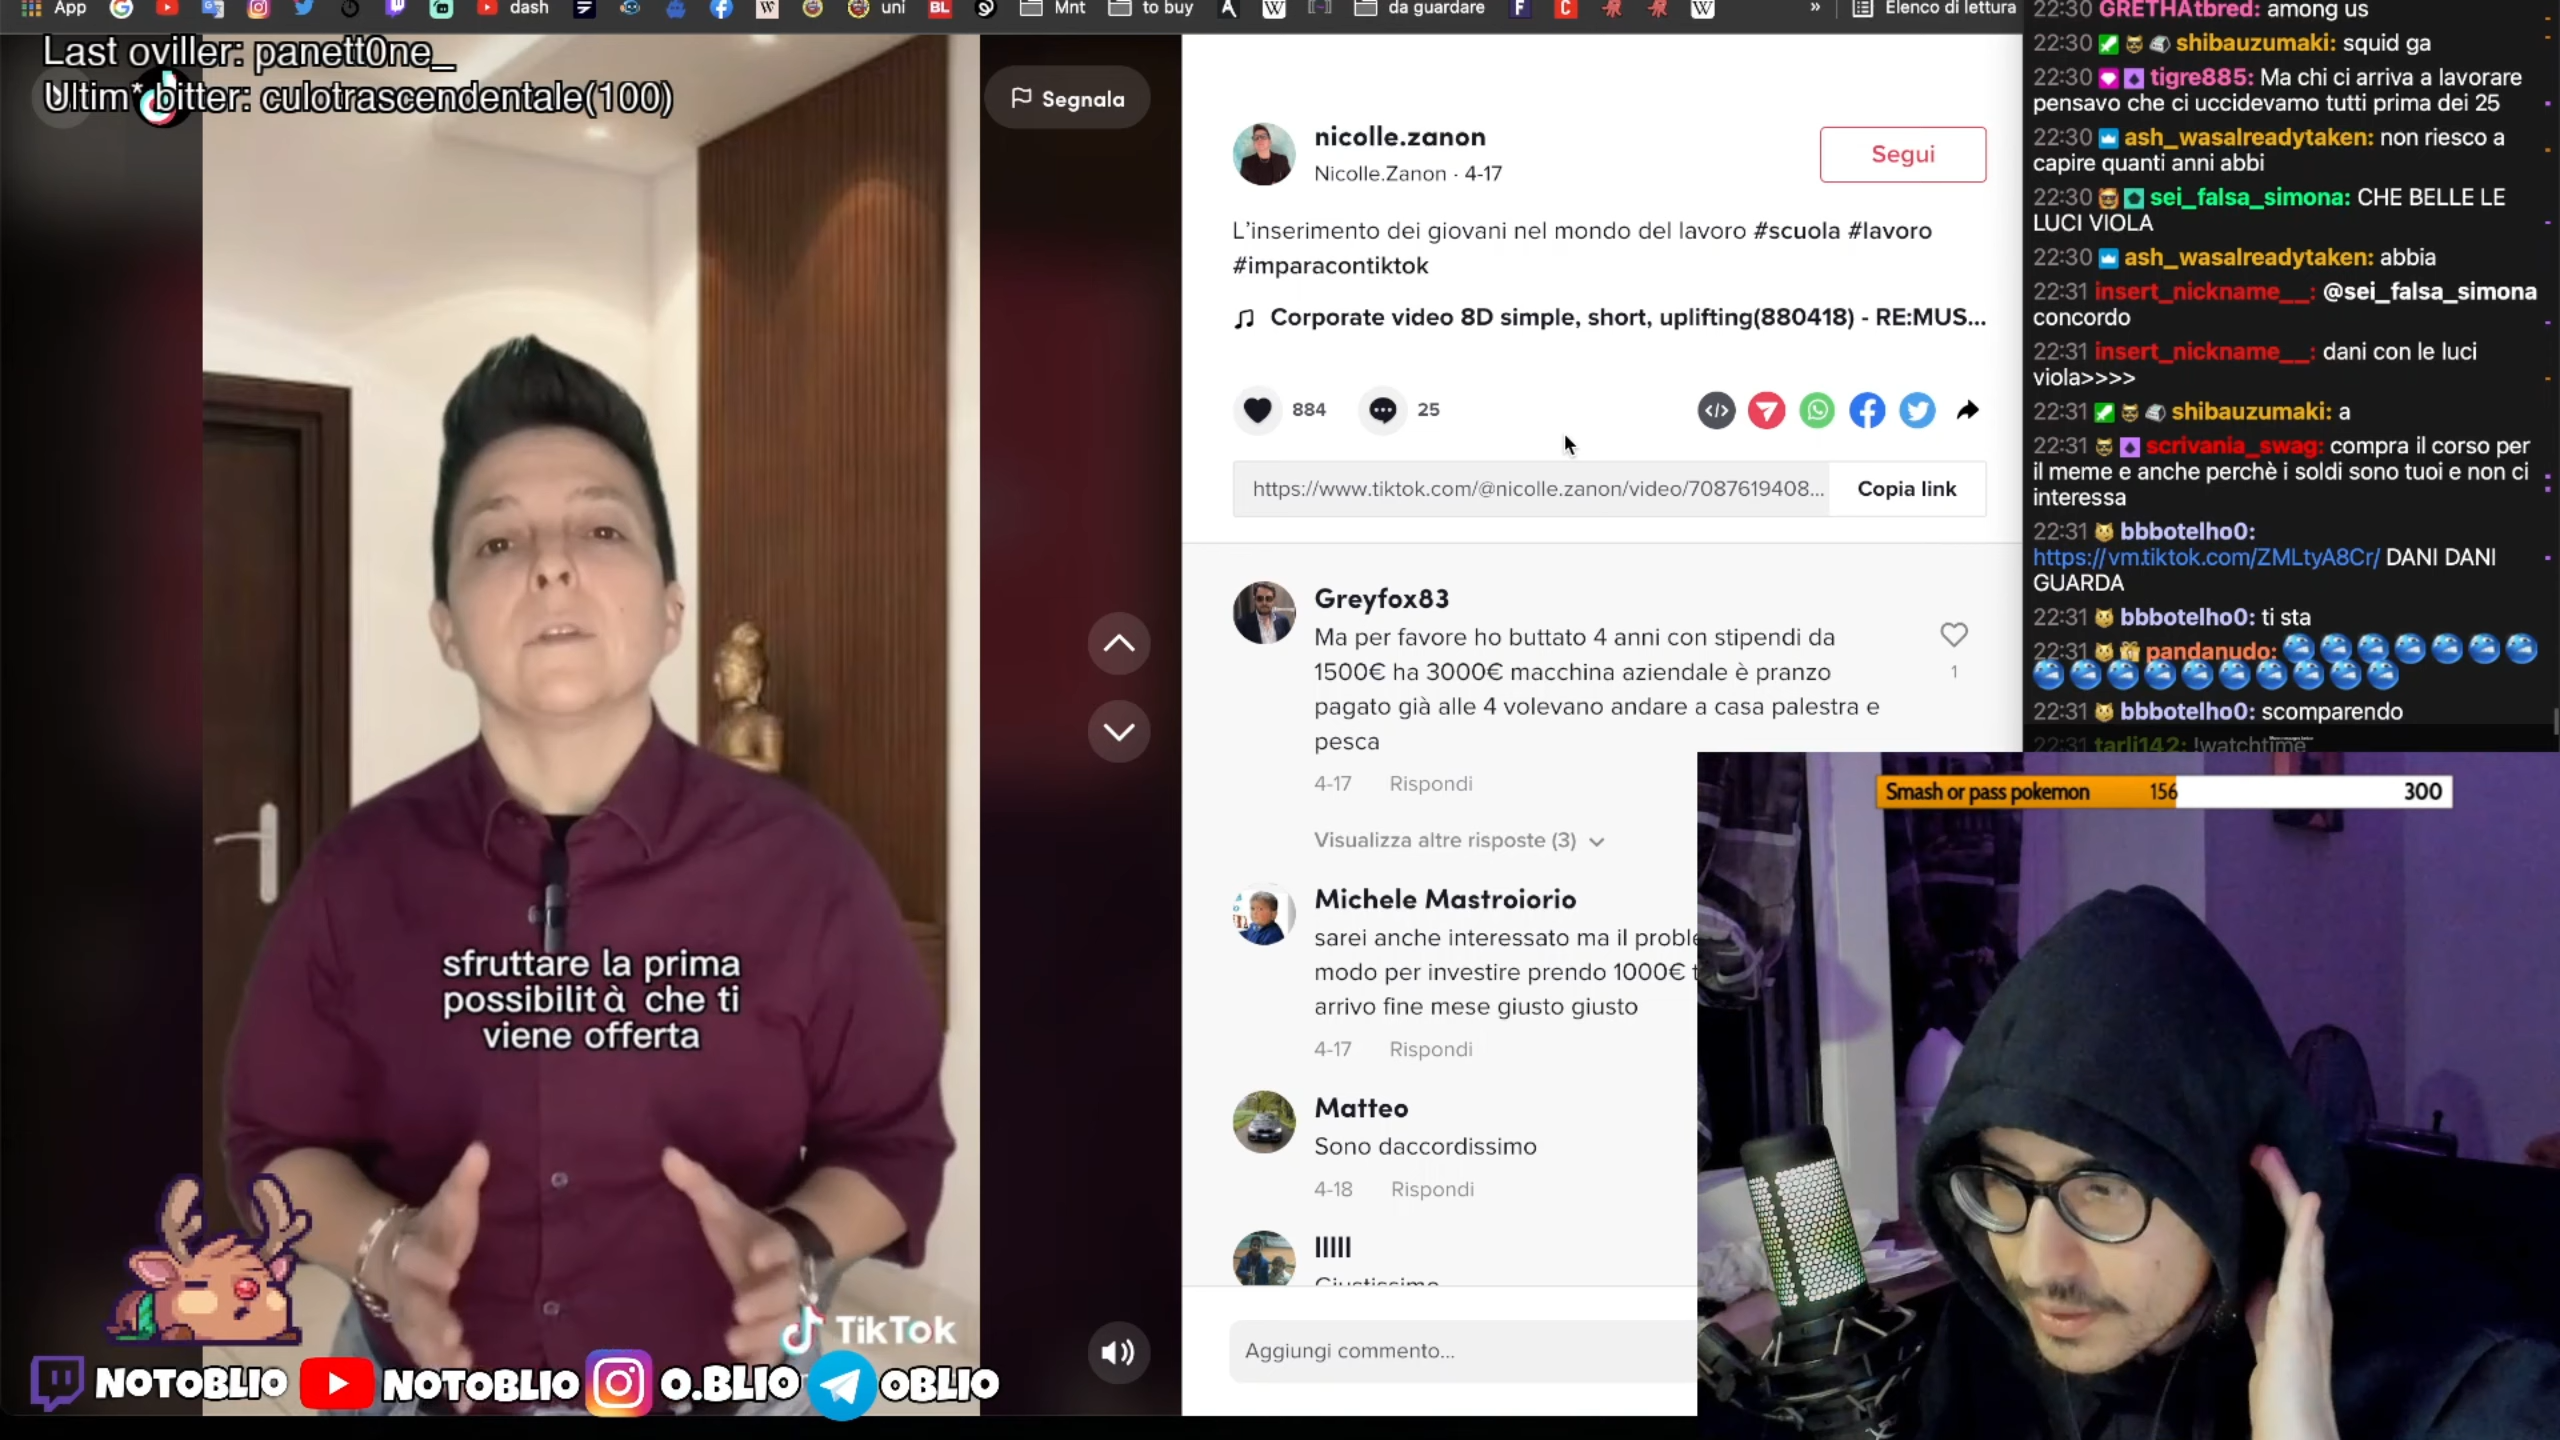 App
dash
uni
BL
Mnt
to buy
da guardare
Elenco di lettura
Last oviller: panett0ne_
Ultim* bitter: culotrascendentale(100)
Segnala
sfruttare la prima
possibilità che ti
viene offerta
TikTok
NOTOBLIO
NOTOBLIO
O.BLIO
OBLIO
nicolle.zanon
Nicolle.Zanon · 4-17
Segui
L'inserimento dei giovani nel mondo del lavoro #scuola #lavoro
#imparacontiktok
Corporate video 8D simple, short, uplifting(880418) - RE:MUS...
884
25
https://www.tiktok.com/@nicolle.zanon/video/7087619408...
Copia link
Greyfox83
Ma per favore ho buttato 4 anni con stipendi da
1500€ ha 3000€ macchina aziendale è pranzo
pagato già alle 4 volevano andare a casa palestra e
pesca
1
4-17 Rispondi
Visualizza altre risposte (3)
Michele Mastroiorio
sarei anche interessato ma il proble
modo per investire prendo 1000€ t
arrivo fine mese giusto giusto
4-17 Rispondi
Matteo
Sono daccordissimo
4-18 Rispondi
lllll
Giustissimo
Aggiungi commento...
22:30 GRETHAtbred: among us
22:30 shibauzumaki: squid ga
22:30 tigre885: Ma chi ci arriva a lavorare
pensavo che ci uccidevamo tutti prima dei 25
22:30 ash_wasalreadytaken: non riesco a
capire quanti anni abbi
22:30 sei_falsa_simona: CHE BELLE LE
LUCI VIOLA
22:30 ash_wasalreadytaken: abbia
22:31 insert_nickname__: @sei_falsa_simona
concordo
22:31 insert_nickname__: dani con le luci
viola>>>>
22:31 shibauzumaki: a
22:31 scrivania_swag: compra il corso per
il meme e anche perchè i soldi sono tuoi e non ci
interessa
22:31 bbbotelho0:
https://vm.tiktok.com/ZMLtyA8Cr/ DANI DANI
GUARDA
22:31 bbbotelho0: ti sta
22:31 pandanudo:
22:31 bbbotelho0: scomparendo
22:31 tarli142: !watchtime
Smash or pass pokemon 156 300